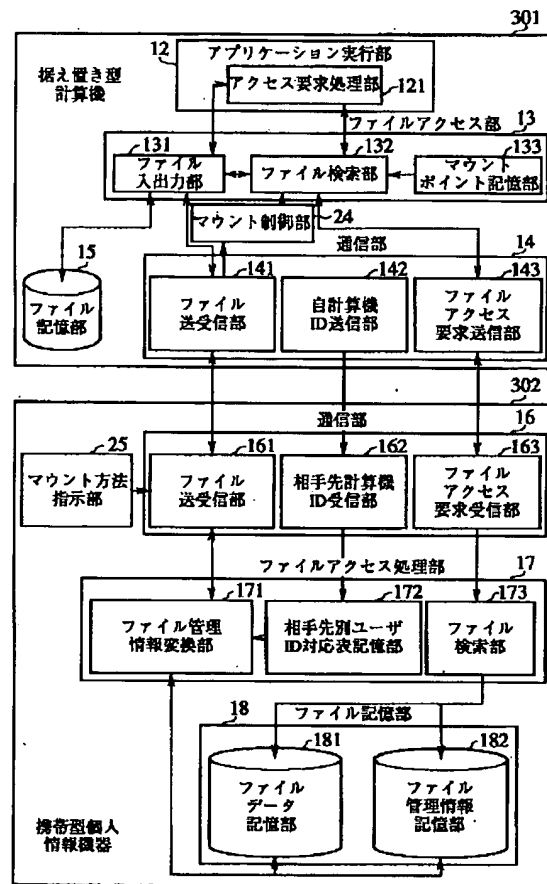 301
12
アプリケーション実行部
据え置き型
計算機
アクセス要求処理部
121
ファイルアクセス部
13
131
132
133
ファイル
入出力部
ファイル検索部
マウント
ポイント記憶部
マウント制御部
24
通信部
14
15
141
142
143
ファイル
記憶部
ファイル
送受信部
自計算機
ID送信部
ファイル
アクセス
要求送信部
302
通信部
16
25
161
162
163
マウント方法
指示部
ファイル
送受信部
相手先計算機
ID受信部
ファイル
アクセス
要求受信部
ファイルアクセス処理部
17
171
172
173
ファイル管理
情報変換部
相手先別ユーザ
ID対応表記憶部
ファイル
検索部
18
ファイル記憶部
181
182
ファイル
データ
記憶部
ファイル
管理情報
記憶部
携帯型個人
情報機器